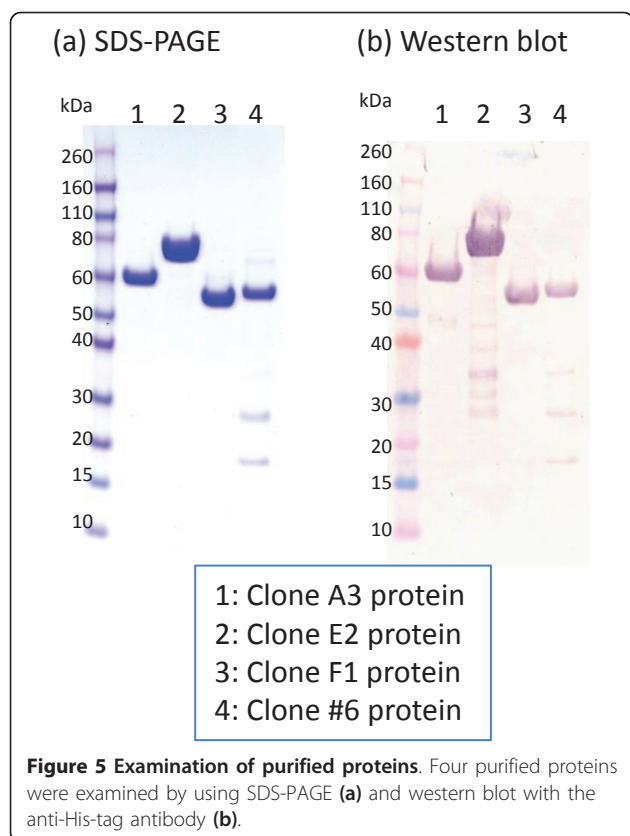 (a) SDS-PAGE
(b) Western blot
kDa 1 2 3 4
260
160
110
80
60
50
40
30
20
15
10
kDa 1 2 3 4
260
160
110
80
60
50
40
30
20
15
10
1: Clone A3 protein
2: Clone E2 protein
3: Clone F1 protein
4: Clone #6 protein
Figure 5 Examination of purified proteins. Four purified proteins
were examined by using SDS-PAGE (a) and western blot with the
anti-His-tag antibody (b).